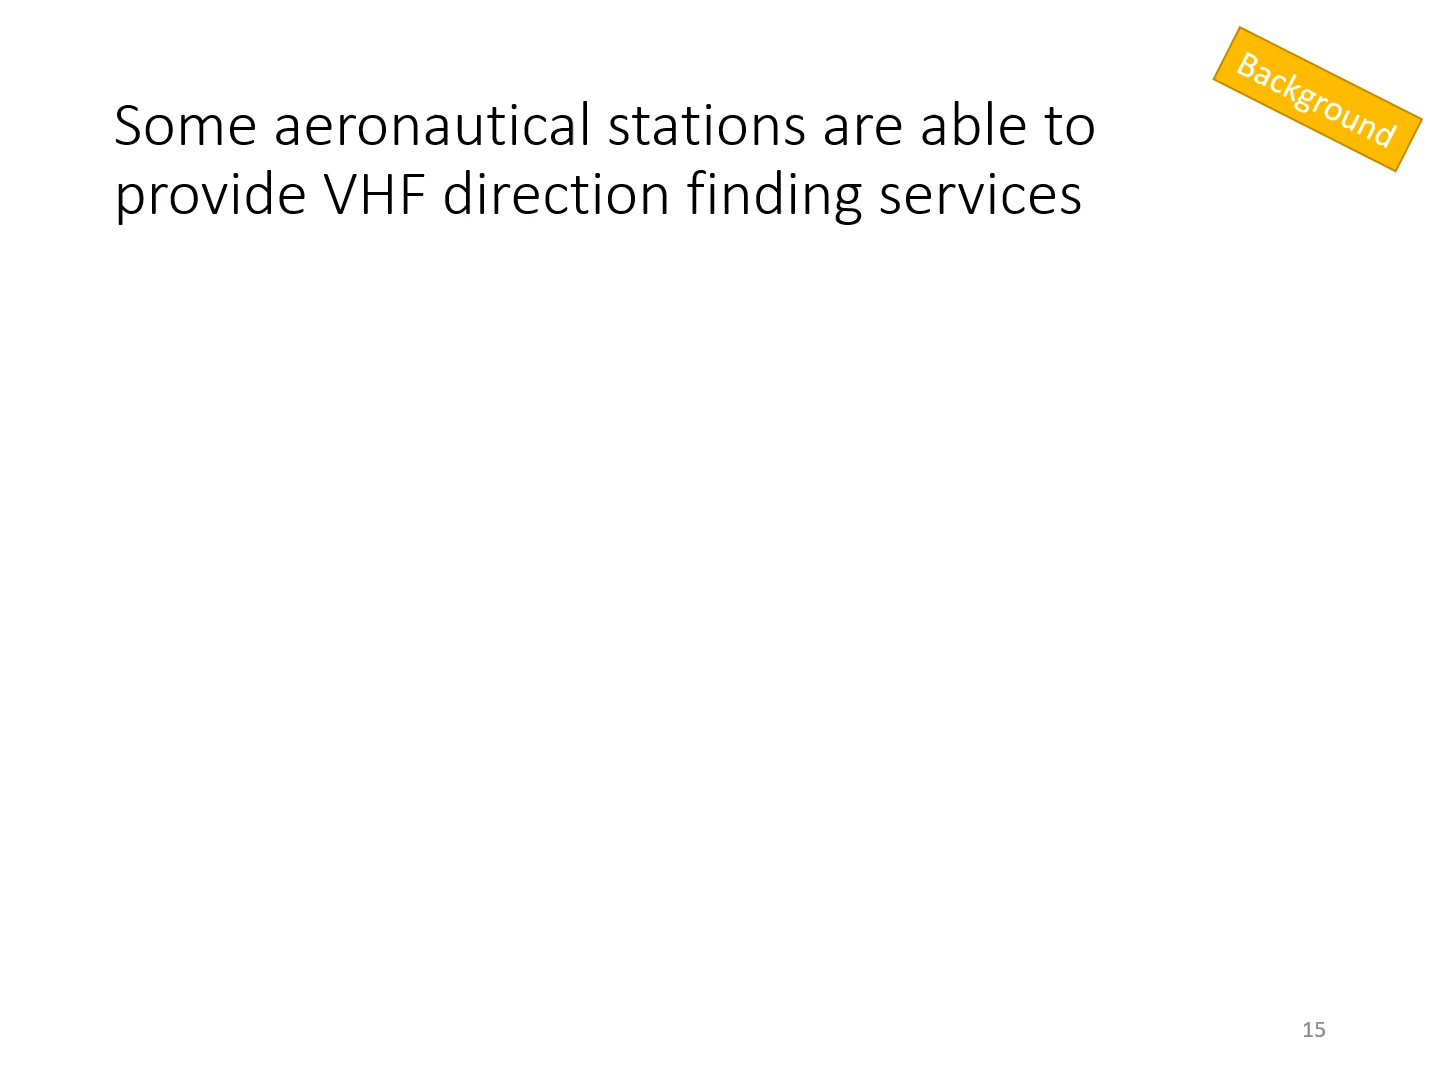 Background
Some aeronautical stations are able to
provide VHF direction finding services
15